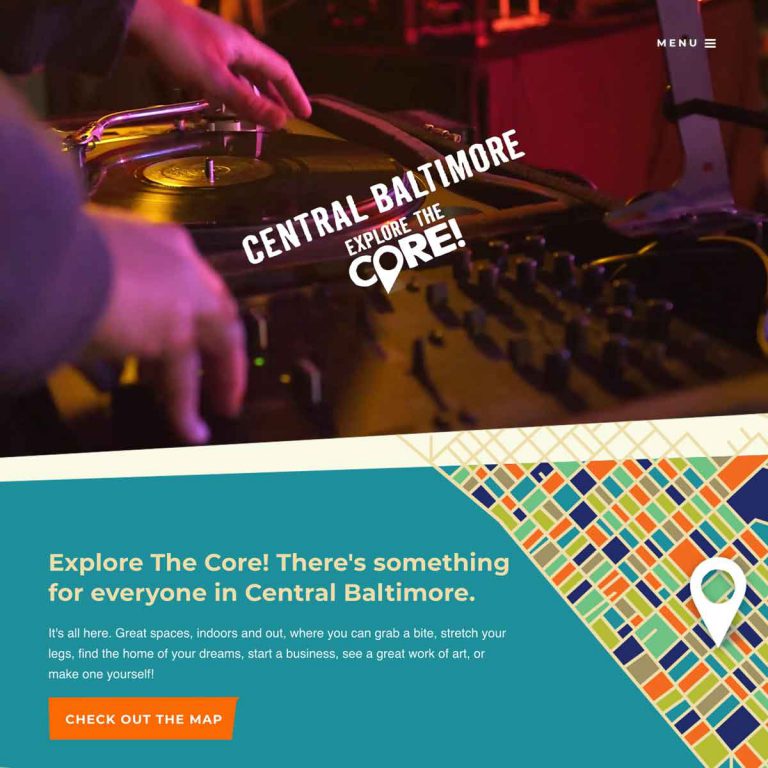 MENU
CENTRAL BALTIMORE
EXPLORE THE
CORE!
Explore The Core! There's something
for everyone in Central Baltimore.
It's all here. Great spaces, indoors and out, where you can grab a bite, stretch your
legs, find the home of your dreams, start a business, see a great work of art, or
make one yourself!
CHECK OUT THE MAP